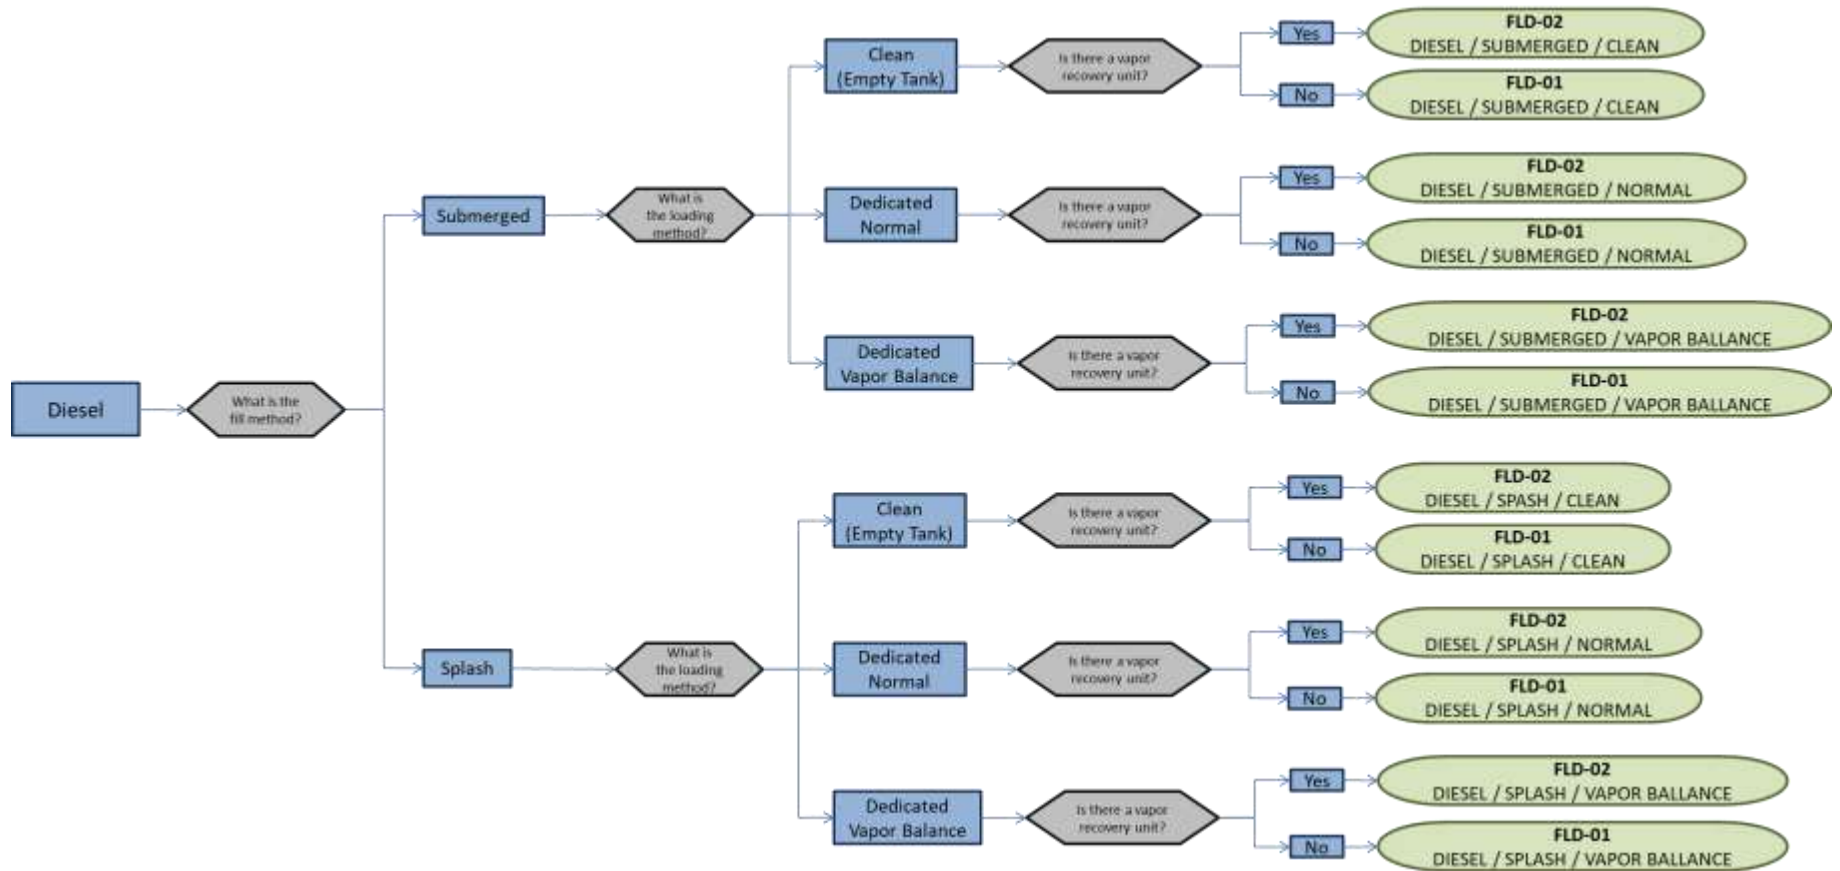 Diesel
What is the
fill method?
Submerged
What is
the loading
method?
Clean
(Empty Tank)
Is there a vapor
recovery unit?
Yes
FLD-02
DIESEL / SUBMERGED / CLEAN
No
FLD-01
DIESEL / SUBMERGED / CLEAN
Dedicated
Normal
Is there a vapor
recovery unit?
Yes
FLD-02
DIESEL / SUBMERGED / NORMAL
No
FLD-01
DIESEL / SUBMERGED / NORMAL
Dedicated
Vapor Balance
Is there a vapor
recovery unit?
Yes
FLD-02
DIESEL / SUBMERGED / VAPOR BALLANCE
No
FLD-01
DIESEL / SUBMERGED / VAPOR BALLANCE
Splash
What is
the loading
method?
Clean
(Empty Tank)
Is there a vapor
recovery unit?
Yes
FLD-02
DIESEL / SPASH / CLEAN
No
FLD-01
DIESEL / SPLASH / CLEAN
Dedicated
Normal
Is there a vapor
recovery unit?
Yes
FLD-02
DIESEL / SPLASH / NORMAL
No
FLD-01
DIESEL / SPLASH / NORMAL
Dedicated
Vapor Balance
Is there a vapor
recovery unit?
Yes
FLD-02
DIESEL / SPLASH / VAPOR BALLANCE
No
FLD-01
DIESEL / SPLASH / VAPOR BALLANCE